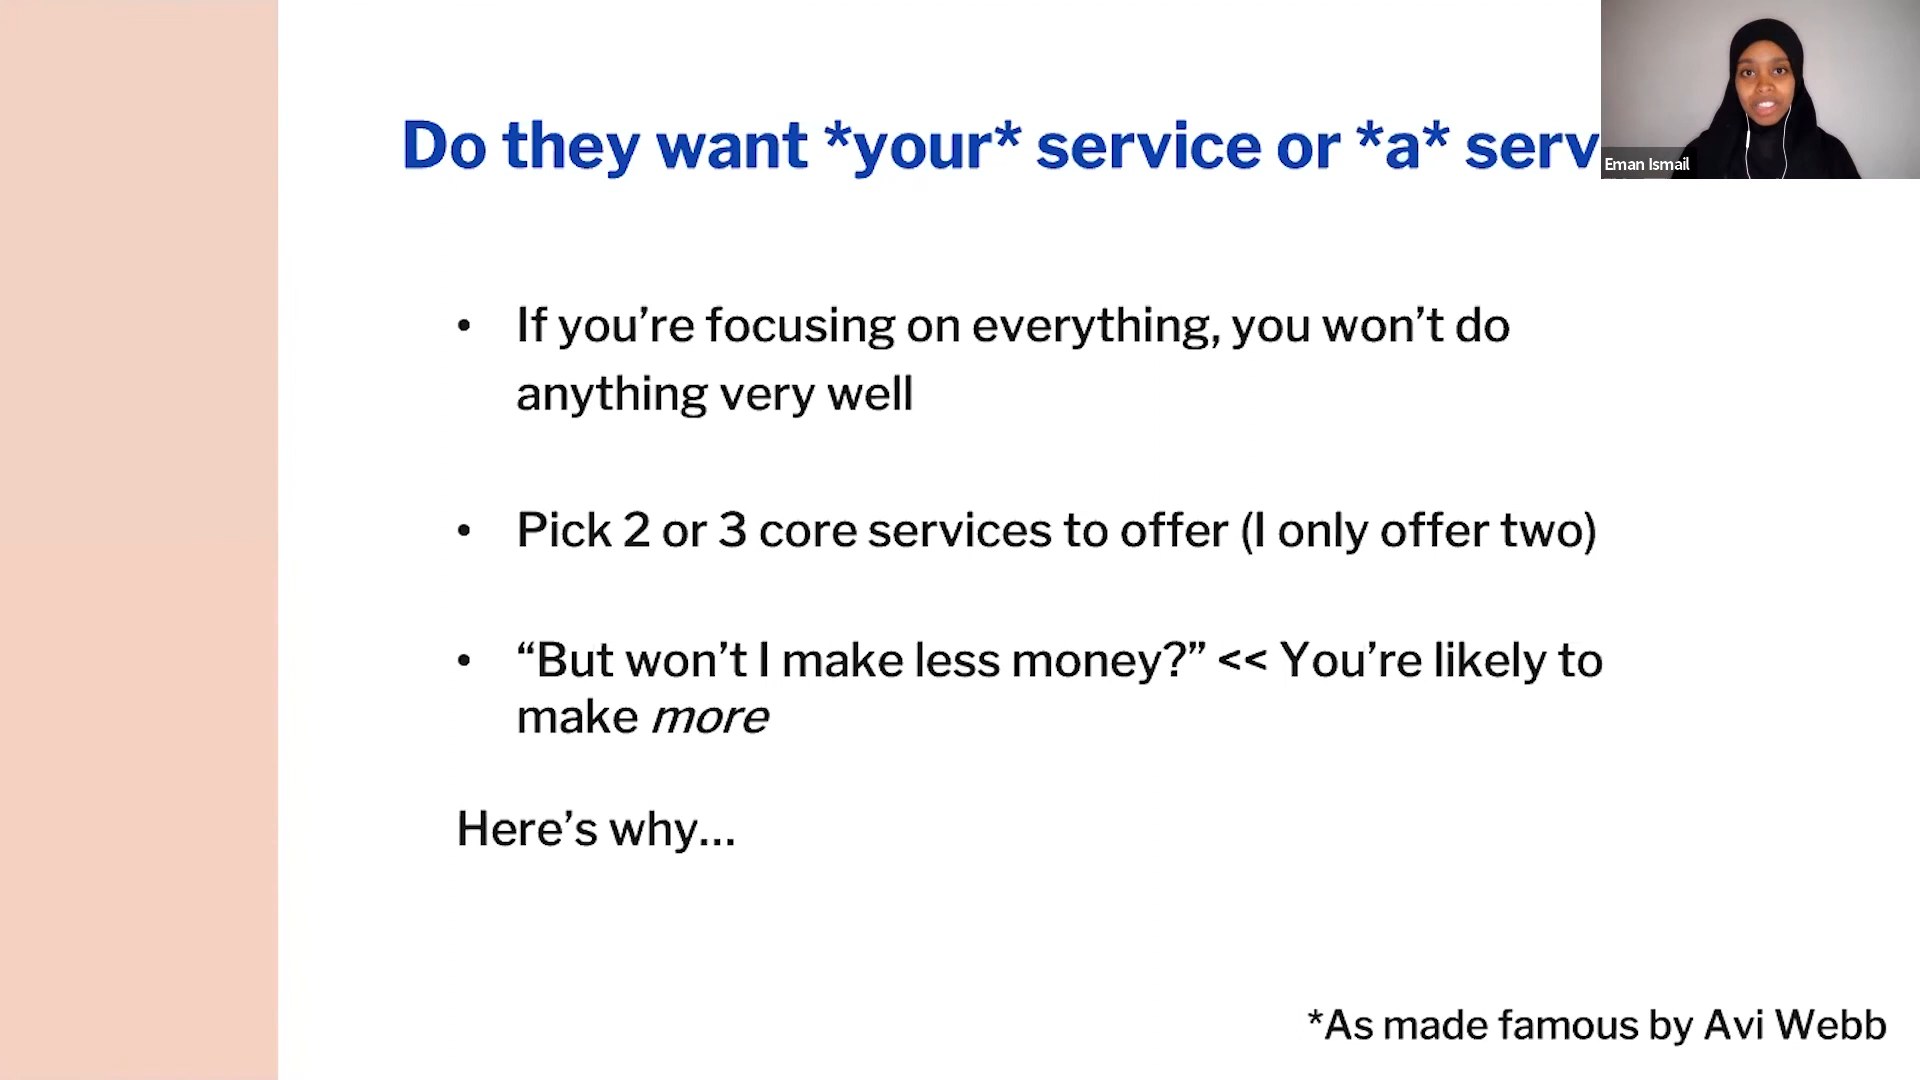 Do they want *your* service or *a* serv
Eman Ismail
• If you’re focusing on everything, you won’t do
anything very well
• Pick 2 or 3 core services to offer (I only offer two)
• “But won’t I make less money?” << You’re likely to
make more
Here’s why...
*As made famous by Avi Webb